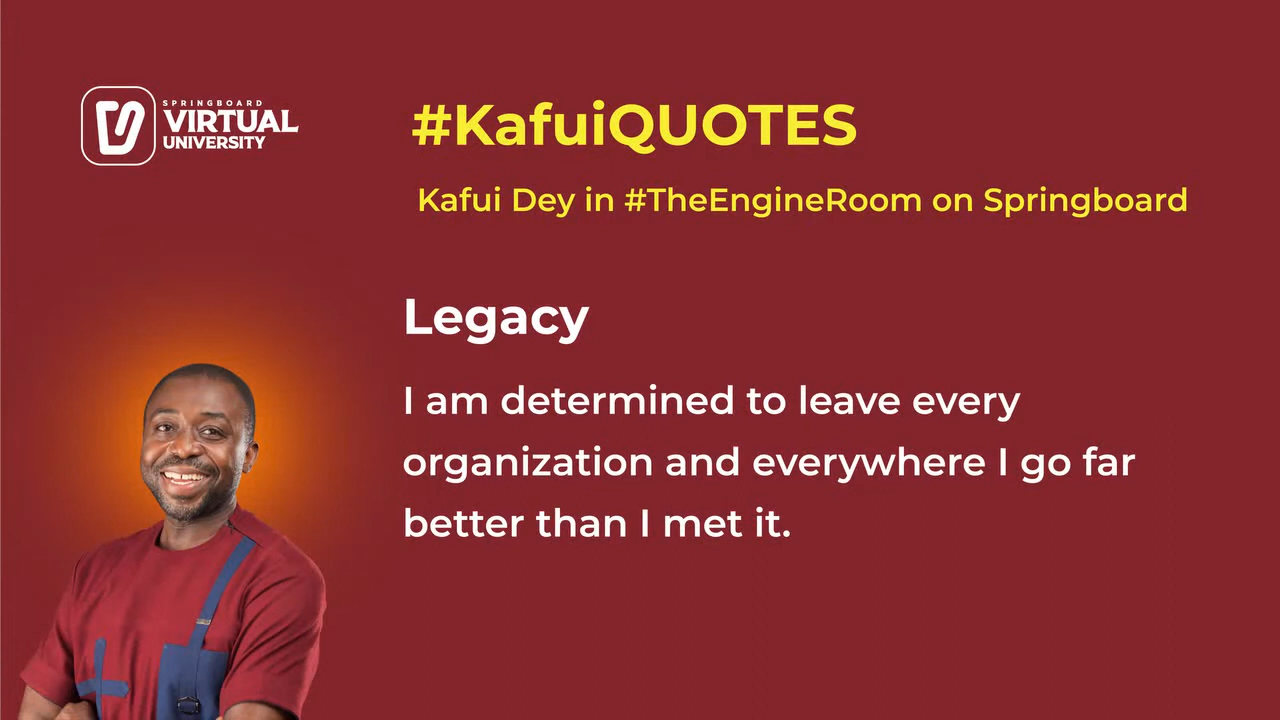 SPRINGBOARD
VIRTUAL
UNIVERSITY
#KafuiQUOTES
Kafui Dey in #TheEngineRoom on Springboard
Legacy
I am determined to leave every
organization and everywhere I go far
better than I met it.